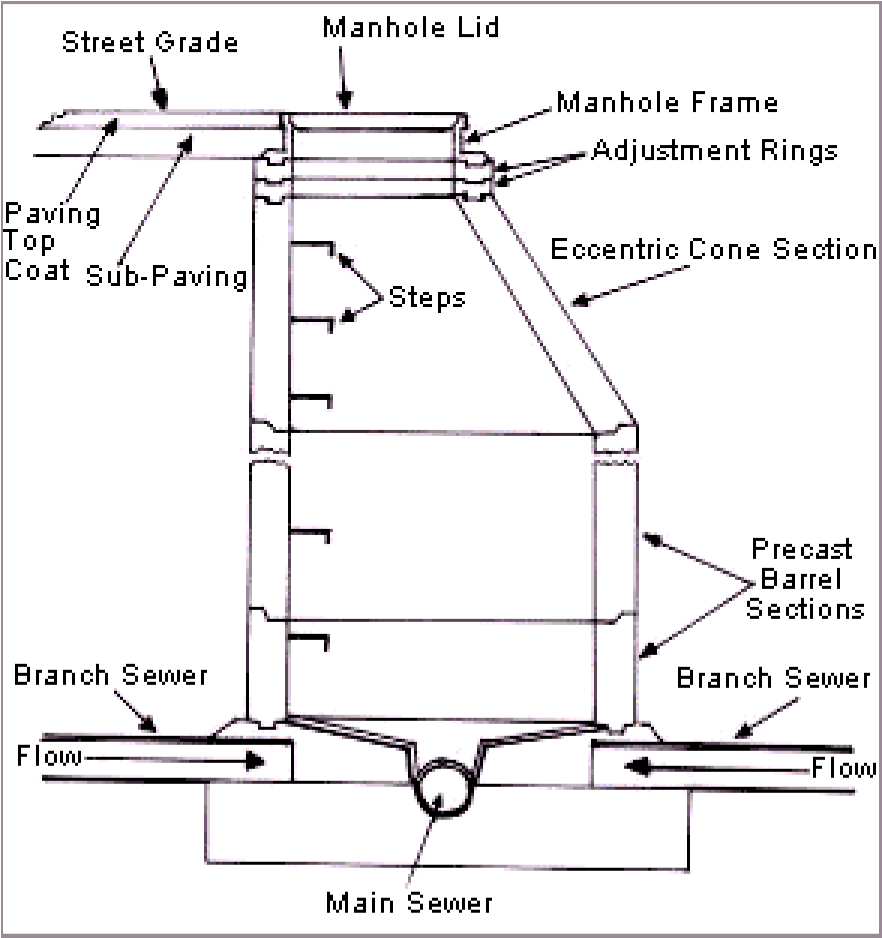 Manhole Lid
Street Grade
Manhole Frame
Adjustment Rings
Paving
Top
Coat
Sub-Paving
Eccentric Cone Section
Steps
Precast
Barrel
Sections
Branch Sewer
Branch Sewer
Flow
Flow
Main Sewer